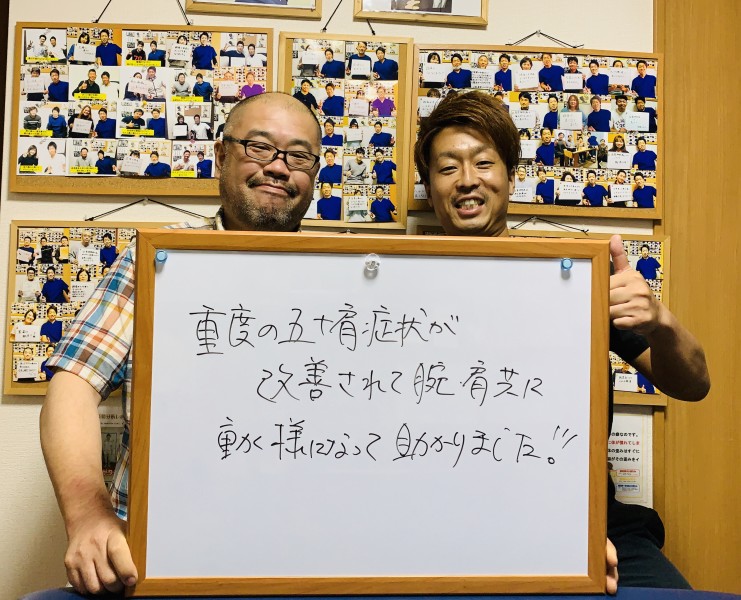 重度の五十肩症状が
改善されて腕・肩共に
動く様になって助かりました!!